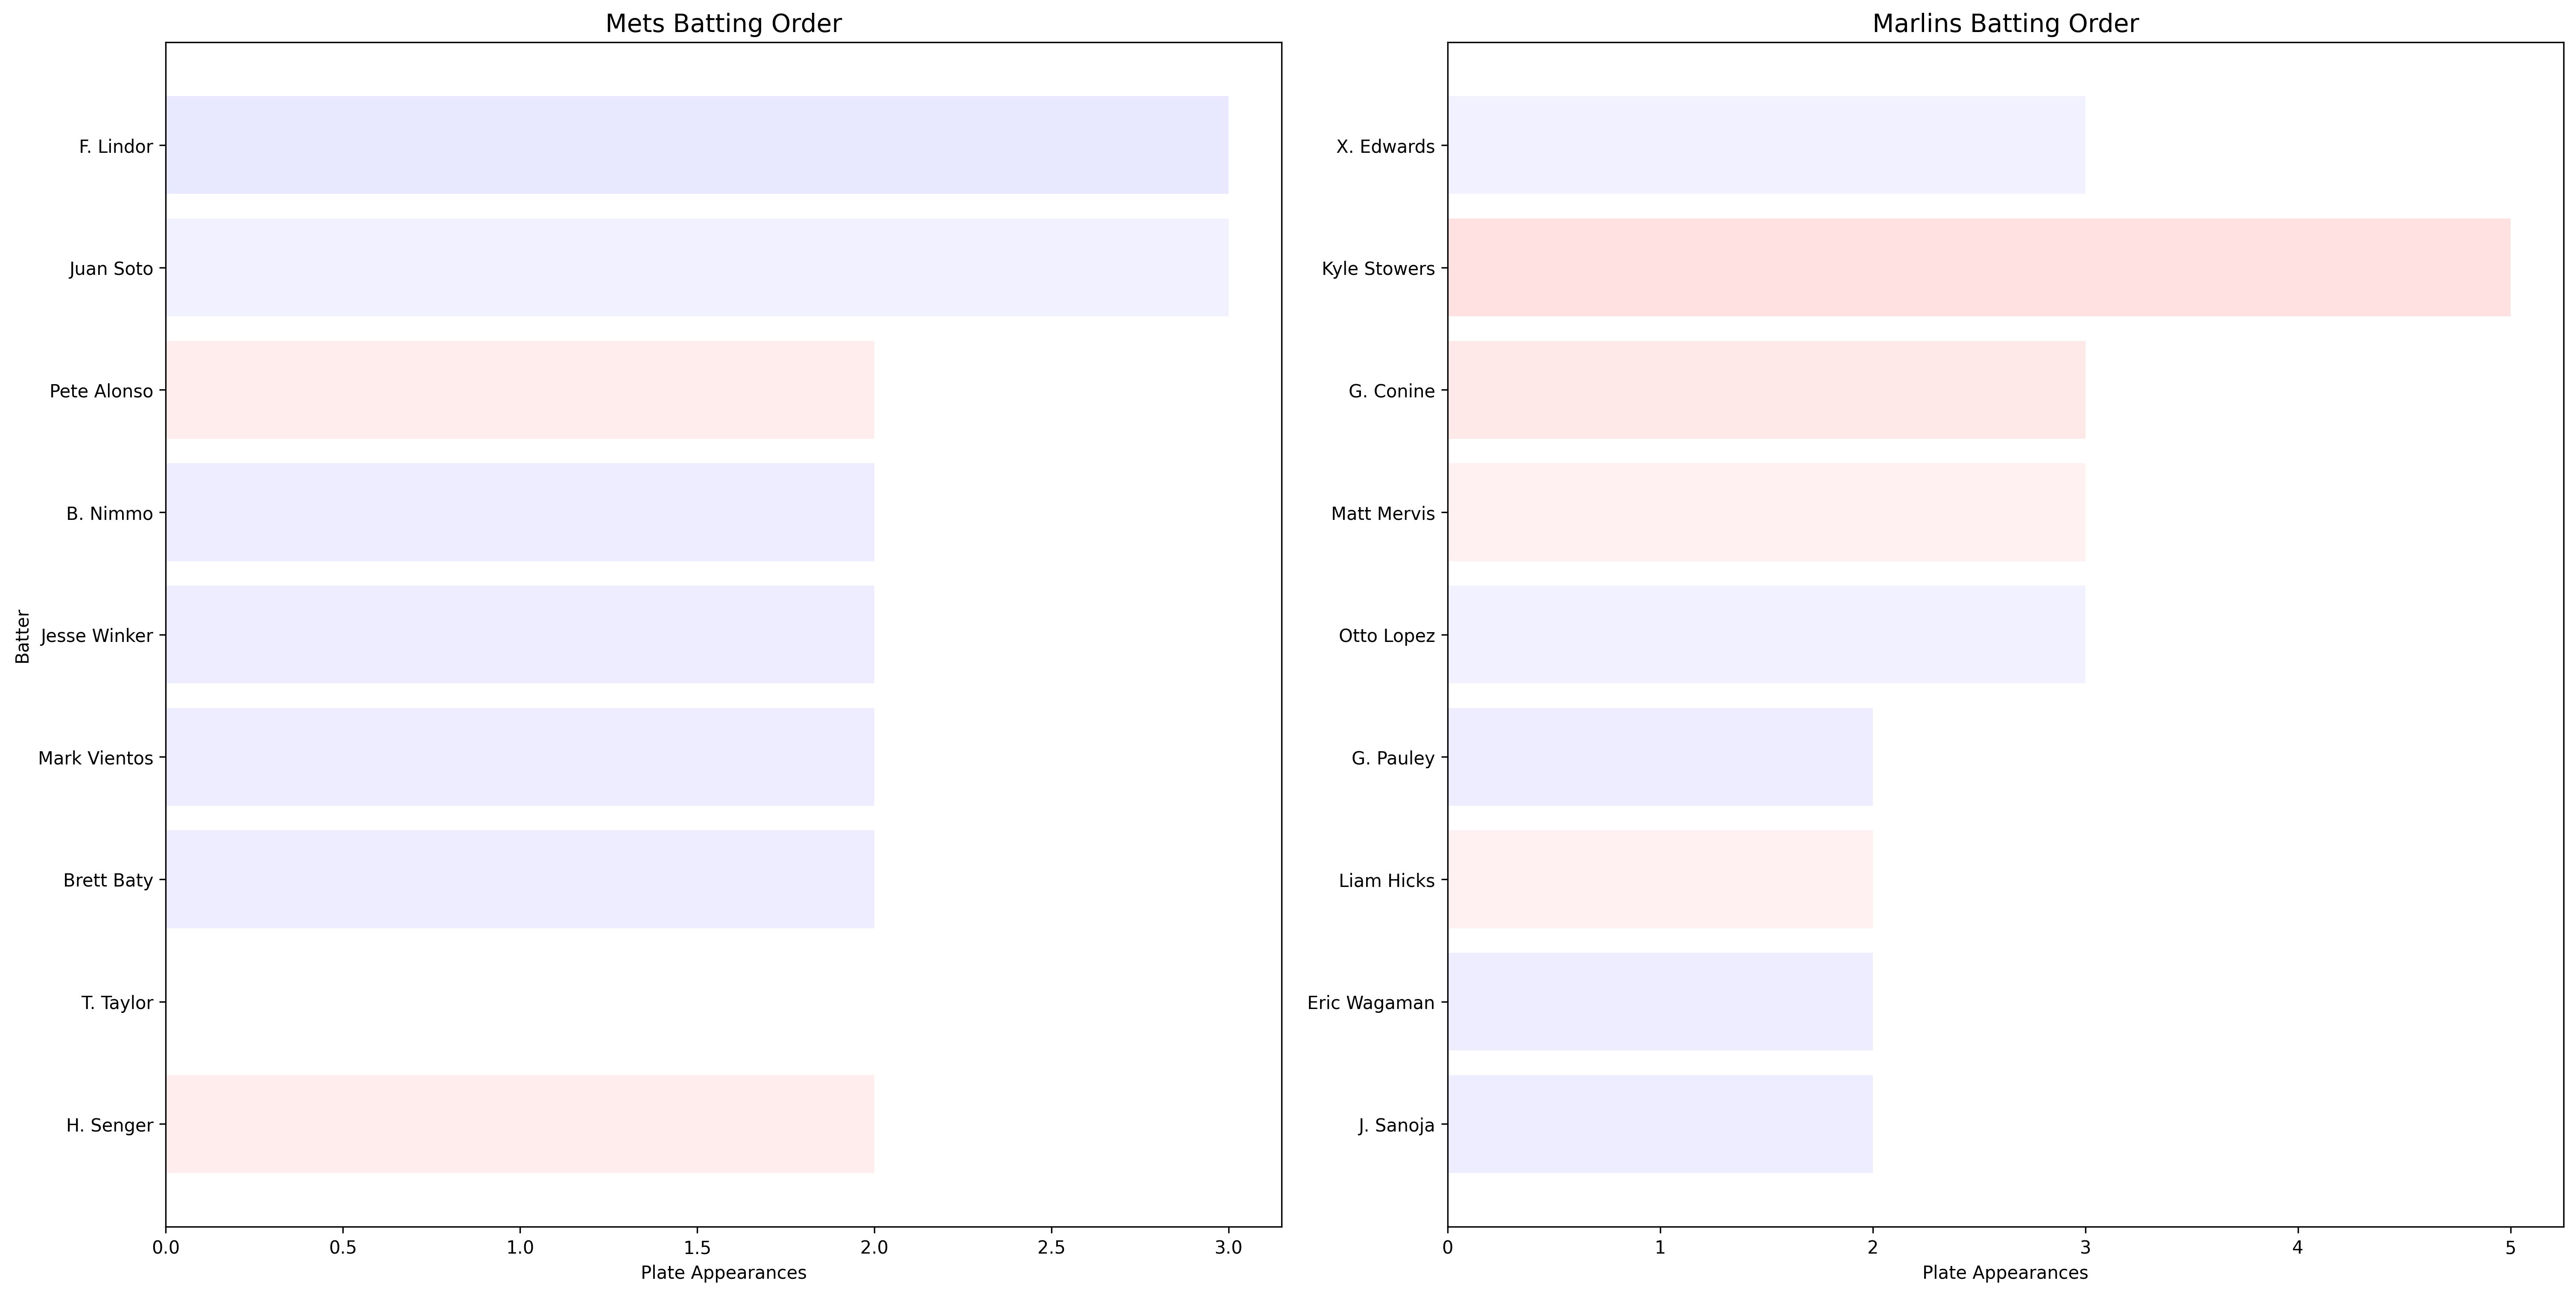 Mets Batting Order
Batter
F. Lindor
Juan Soto
Pete Alonso
B. Nimmo
Jesse Winker
Mark Vientos
Brett Baty
T. Taylor
H. Senger
0.0 0.5 1.0 1.5 2.0 2.5 3.0
Plate Appearances
Marlins Batting Order
X. Edwards
Kyle Stowers
G. Conine
Matt Mervis
Otto Lopez
G. Pauley
Liam Hicks
Eric Wagaman
J. Sanoja
0 1 2 3 4 5
Plate Appearances